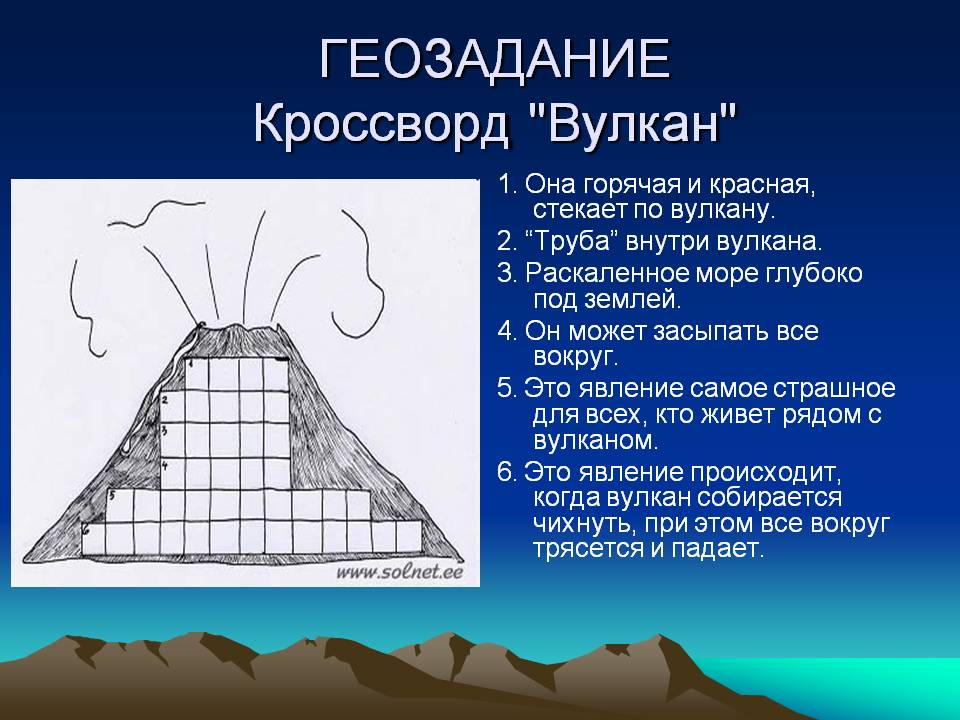 ГЕОЗАДАНИЕ
Кроссворд "Вулкан"
1. Она горячая и красная,
стекает по вулкану.
2. “Труба” внутри вулкана.
3. Раскаленное море глубоко
под землей.
4. Он может засыпать все
вокруг.
5. Это явление самое страшное
для всех, кто живет рядом с
вулканом.
6. Это явление происходит,
когда вулкан собирается
чихнуть, при этом все вокруг
трясется и падает.
1
2
3
4
5
6
www.solnet.ee